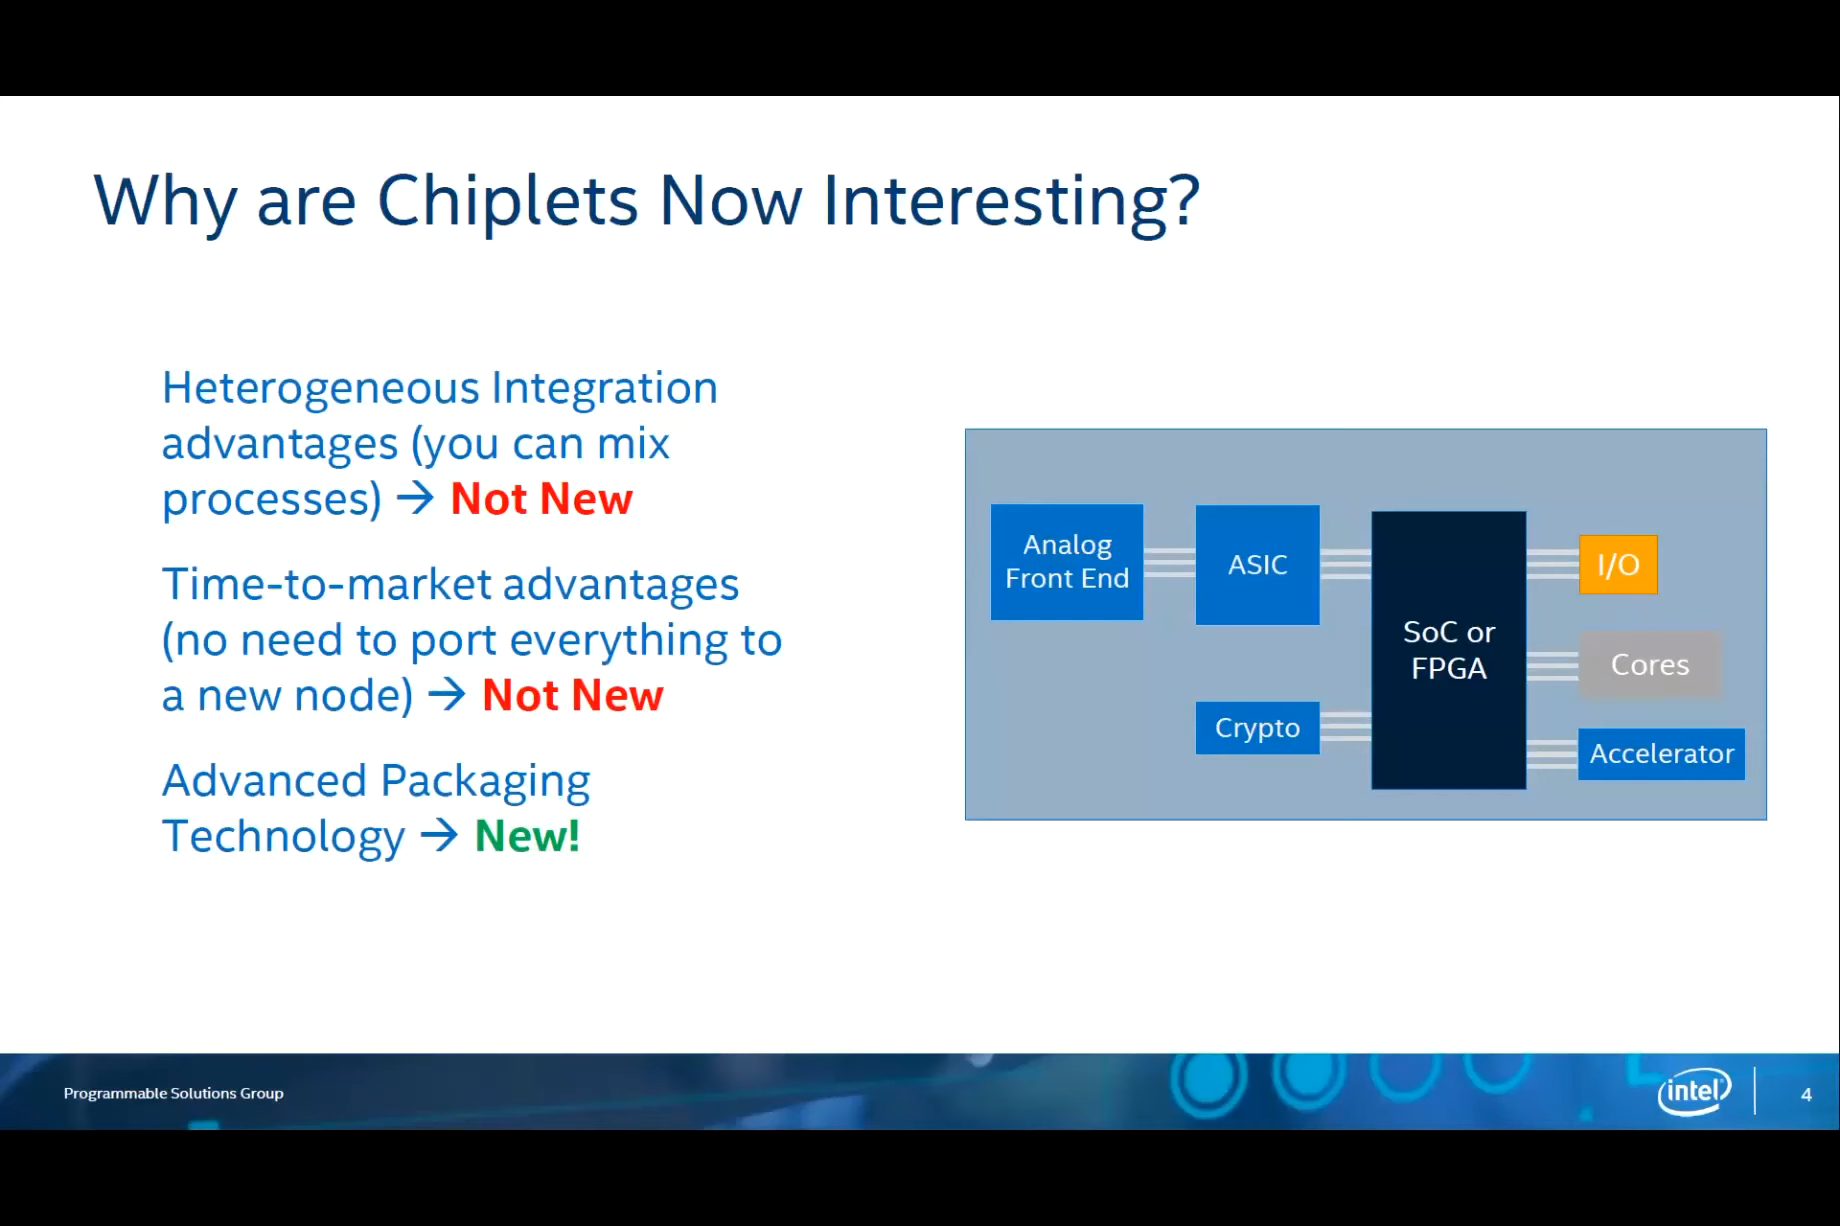 Why are Chiplets Now Interesting?
Heterogeneous Integration
advantages (you can mix
processes) → Not New
Time-to-market advantages
(no need to port everything to
a new node) → Not New
Advanced Packaging
Technology → New!
Analog
Front End
ASIC
SoC or
FPGA
I/O
Cores
Crypto
Accelerator
Programmable Solutions Group
intel
4